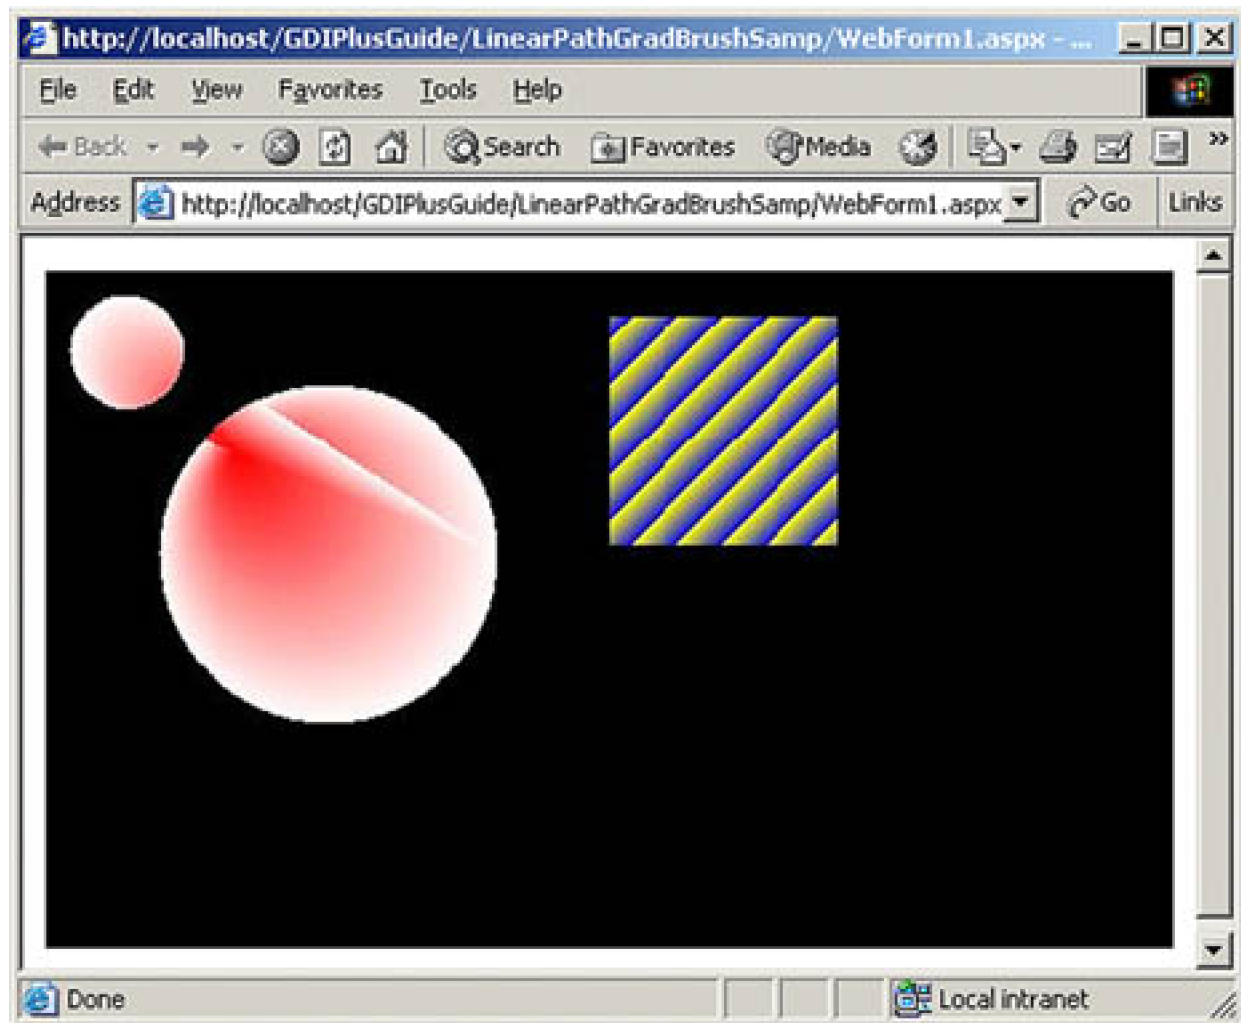 http://localhost/GDIPlusGuide/LinearPathGradBrushSamp/WebForm1.aspx - ...
File Edit View Favorites Tools Help
Back Search Favorites Media »
Address http://localhost/GDIPlusGuide/LinearPathGradBrushSamp/WebForm1.aspx Go Links
Done Local intranet